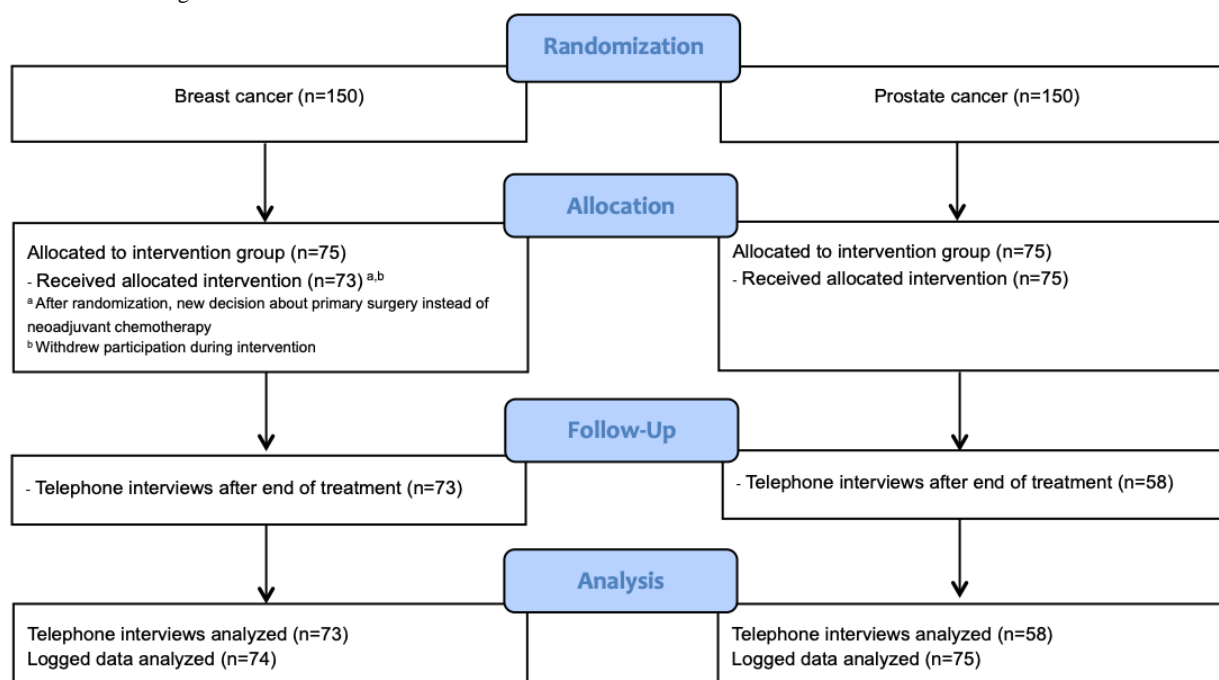 Randomization
Breast cancer (n=150)
Prostate cancer (n=150)
Allocation
Allocated to intervention group (n=75)
- Received allocated intervention (n=73) a,b
a After randomization, new decision about primary surgery instead of
neoadjuvant chemotherapy
b Withdrew participation during intervention
Allocated to intervention group (n=75)
- Received allocated intervention (n=75)
Follow-Up
- Telephone interviews after end of treatment (n=73)
- Telephone interviews after end of treatment (n=58)
Analysis
Telephone interviews analyzed (n=73)
Logged data analyzed (n=74)
Telephone interviews analyzed (n=58)
Logged data analyzed (n=75)